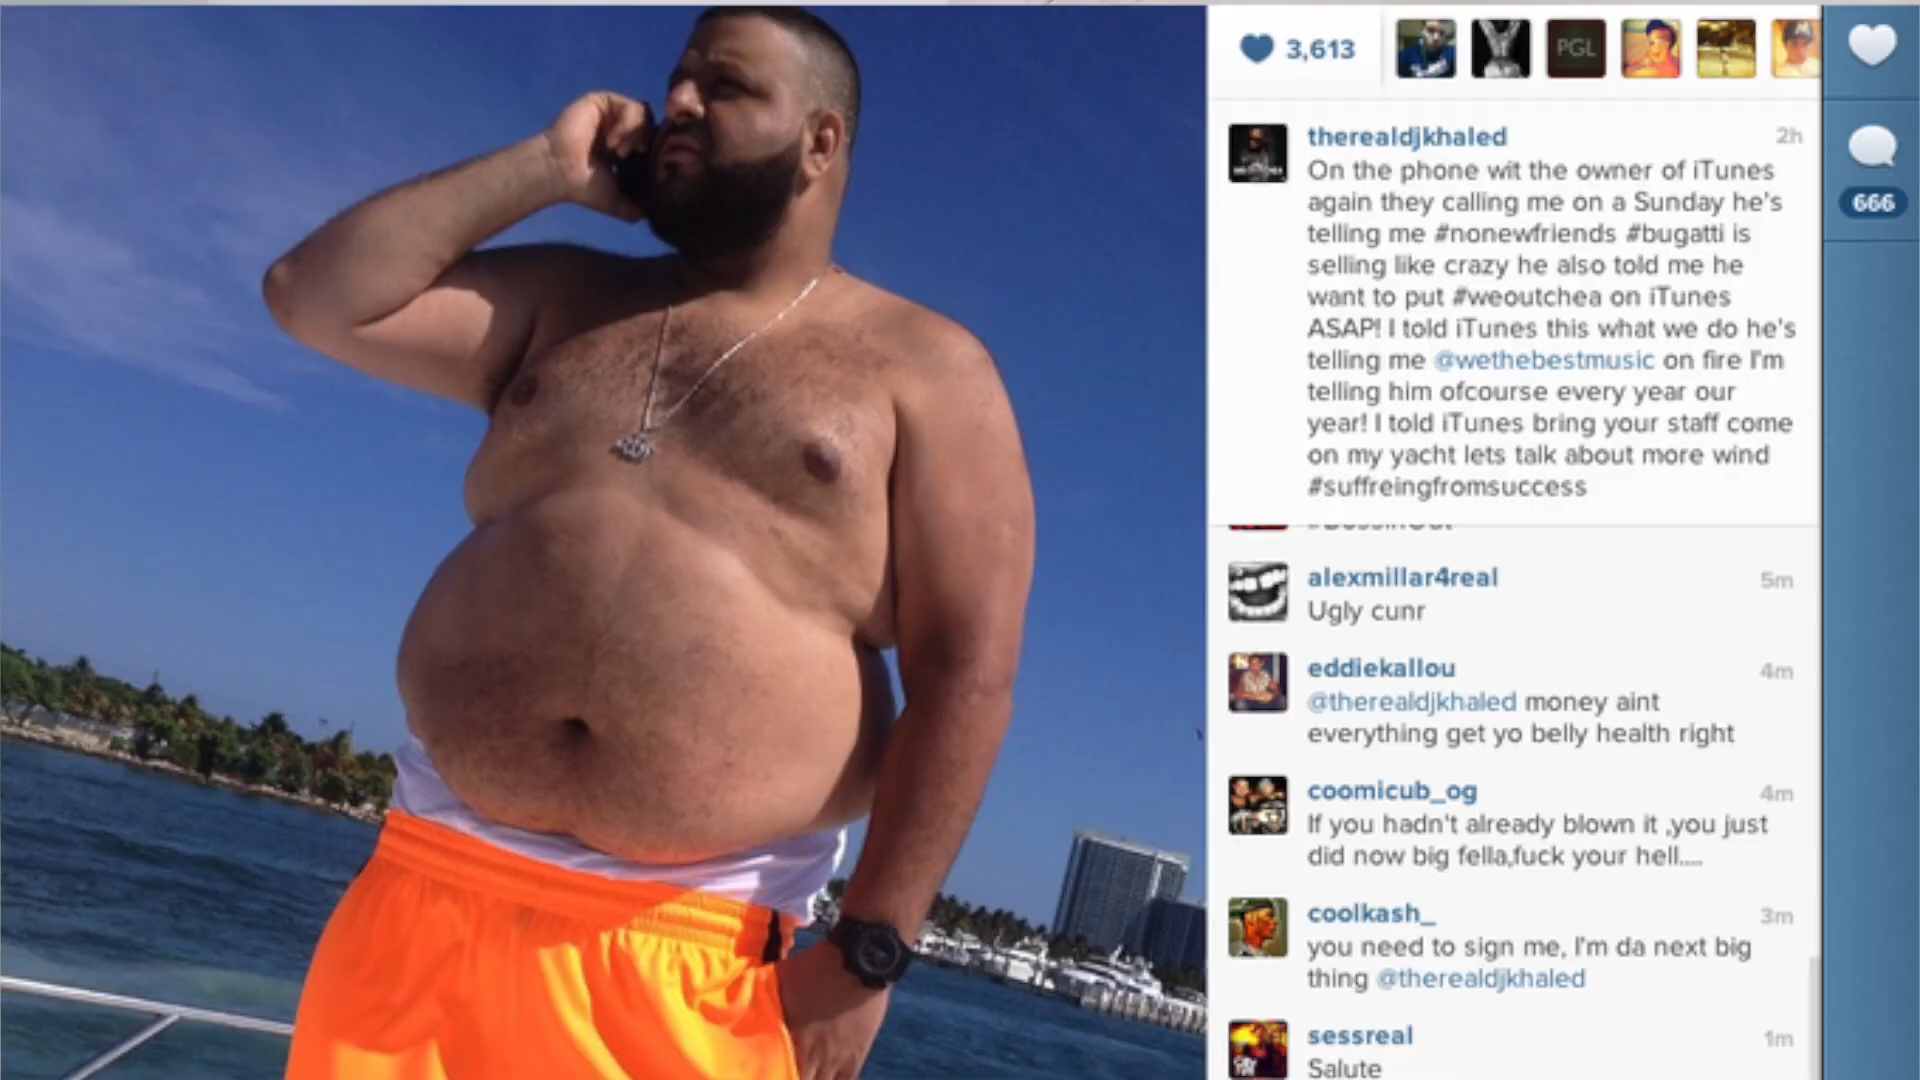 3,613
PGL
666
therealdjkhaled 2h
On the phone wit the owner of iTunes
again they calling me on a Sunday he's
telling me #nonewfriends #bugatti is
selling like crazy he also told me he
want to put #weoutchea on iTunes
ASAP! I told iTunes this what we do he's
telling me @wethebestmusic on fire I'm
telling him ofcourse every year our
year! I told iTunes bring your staff come
on my yacht lets talk about more wind
#suffreingfromsuccess
alexmillar4real 5m
Ugly cunr
eddiekallou 4m
@therealdjkhaled money aint
everything get yo belly health right
coomicub_og 4m
If you hadn't already blown it ,you just
did now big fella,fuck your hell....
coolkash_ 3m
you need to sign me, I'm da next big
thing @therealdjkhaled
sessreal 1m
Salute